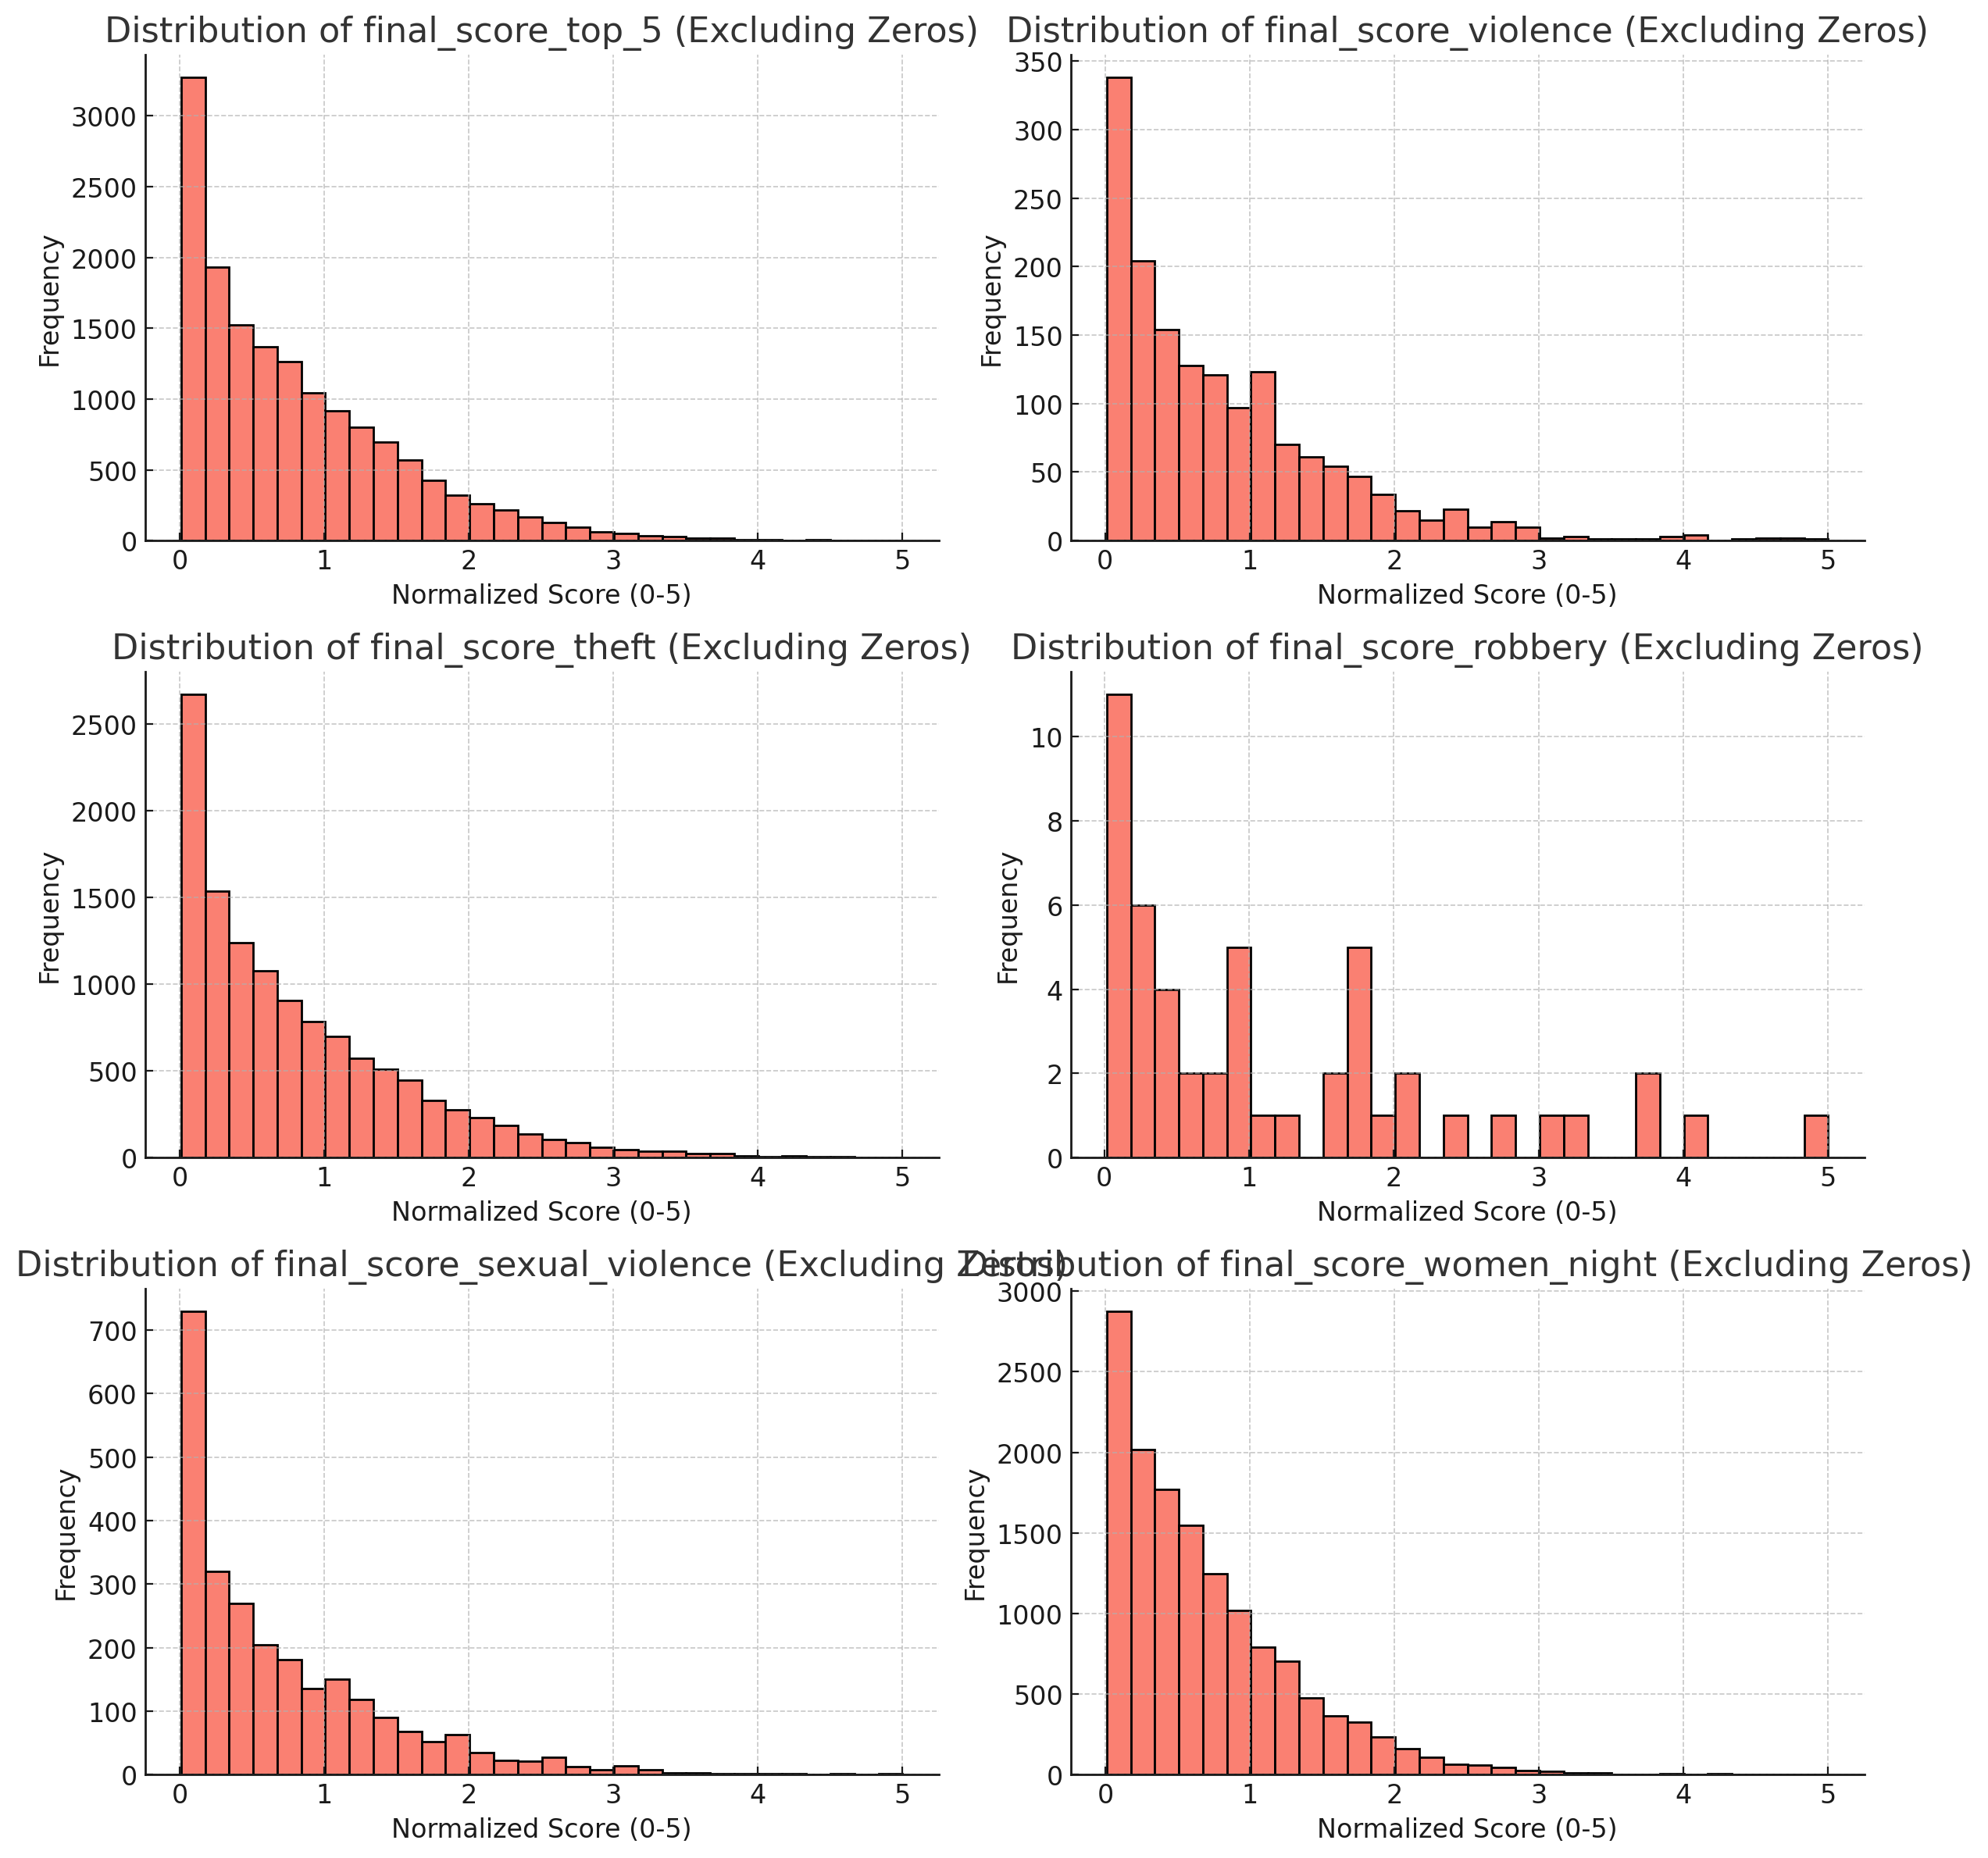 Distribution of final_score_top_5 (Excluding Zeros)
Frequency
3000
2500
2000
1500
1000
500
0
0 1 2 3 4 5
Normalized Score (0-5)
Distribution of final_score_violence (Excluding Zeros)
Frequency
350
300
250
200
150
100
50
0
0 1 2 3 4 5
Normalized Score (0-5)
Distribution of final_score_theft (Excluding Zeros)
Frequency
2500
2000
1500
1000
500
0
0 1 2 3 4 5
Normalized Score (0-5)
Distribution of final_score_robbery (Excluding Zeros)
Frequency
10
8
6
4
2
0
0 1 2 3 4 5
Normalized Score (0-5)
Distribution of final_score_sexual_violence (Excluding Zeros)
Frequency
700
600
500
400
300
200
100
0
0 1 2 3 4 5
Normalized Score (0-5)
Distribution of final_score_women_night (Excluding Zeros)
Frequency
3000
2500
2000
1500
1000
500
0
0 1 2 3 4 5
Normalized Score (0-5)